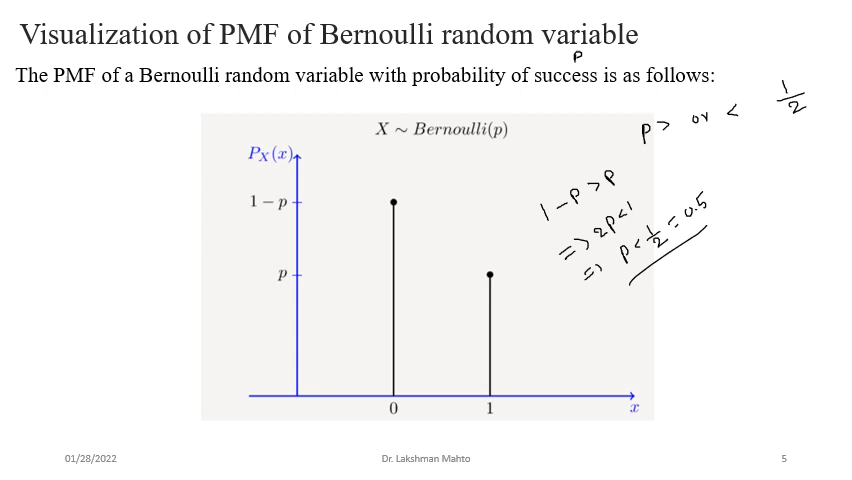 Visualization of PMF of Bernoulli random variable
p
The PMF of a Bernoulli random variable with probability of success is as follows:
X ∼ Bernoulli(p)
p > or < 1/2
P_X(x)
1 − p
p
1 − p > p
=> 2p < 1
=> p < 1/2 = 0.5
0
1
x
01/28/2022
Dr. Lakshman Mahto
5